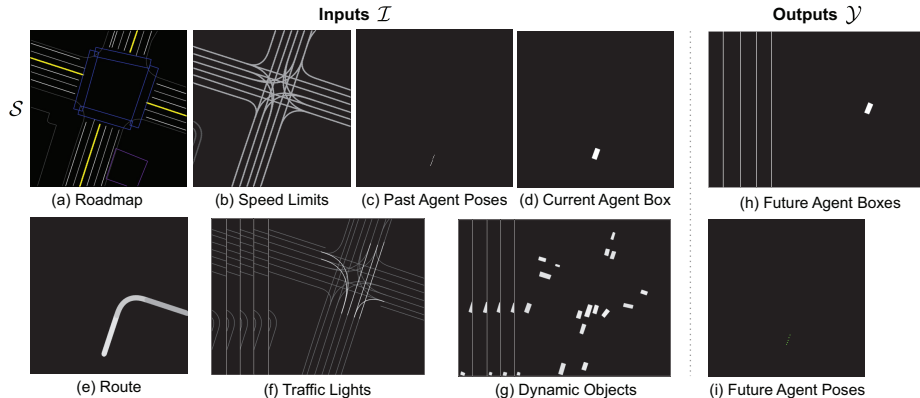 Inputs I
Outputs Y
S
(a) Roadmap
(b) Speed Limits
(c) Past Agent Poses
(d) Current Agent Box
(h) Future Agent Boxes
(e) Route
(f) Traffic Lights
(g) Dynamic Objects
(i) Future Agent Poses